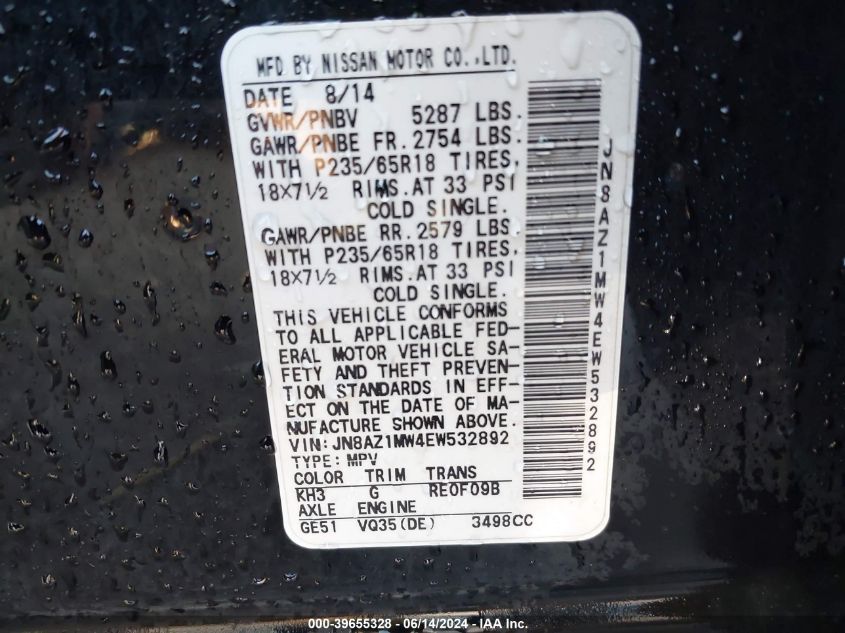 MFD BY NISSAN MOTOR CO.,LTD.
DATE 8/14
GVWR/PNBV 5287 LBS.
GAWR/PNBE FR. 2754 LBS.
WITH P235/65R18 TIRES,
18X7½ RIMS. AT 33 PSI
COLD SINGLE.
GAWR/PNBE RR. 2579 LBS
WITH P235/65R18 TIRES,
18X7½ RIMS. AT 33 PSI
COLD SINGLE.
THIS VEHICLE CONFORMS
TO ALL APPLICABLE FED-
ERAL MOTOR VEHICLE SA-
FETY AND THEFT PREVEN-
TION STANDARDS IN EFF-
ECT ON THE DATE OF MA-
NUFACTURE SHOWN ABOVE.
VIN: JN8AZ1MW4EW532892
TYPE: MPV
COLOR TRIM TRANS
KH3 G RE0F09B
AXLE ENGINE
GE51 VQ35(DE) 3498CC
JN8AZ1MW4EW532892
000-39655328 - 06/14/2024 - IAA Inc.